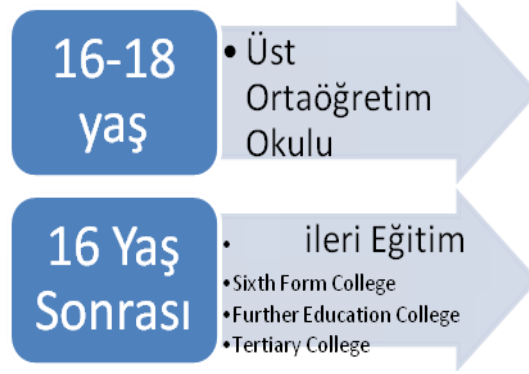 16-18
yaş
• Üst
Ortaöğretim
Okulu
16 Yaş
Sonrası
• ileri Eğitim
•Sixth Form College
•Further Education College
•Tertiary College